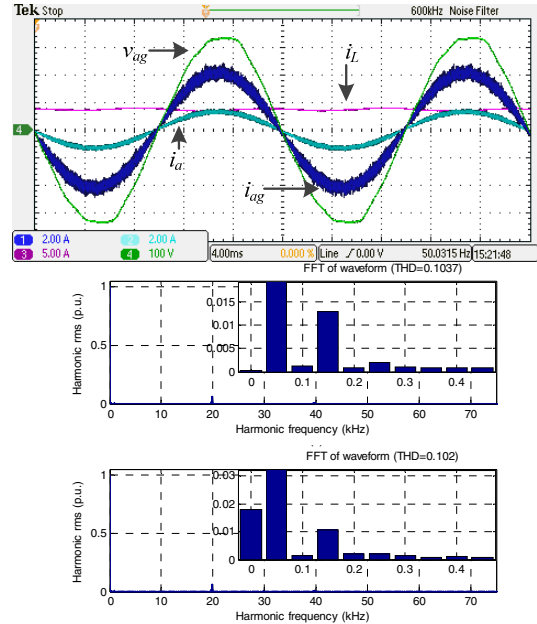 Tek Stop 600kHz Noise Filter
v_ag
i_L
4
i_a
i_ag
1 2.00 A 2 2.00 A
3 5.00 A 4 100 V
4.00ms 0.000 % Line 0.00 V 50.0315 Hz 15:21:48
FFT of waveform (THD=0.1037)
Harmonic rms (p.u.)
1
0.5
0
0.015
0.01
0.005
0
0 0.1 0.2 0.3 0.4
0 10 20 30 40 50 60 70
Harmonic frequency (kHz)
FFT of waveform (THD=0.102)
Harmonic rms (p.u.)
1
0.5
0
0.03
0.02
0.01
0
0 0.1 0.2 0.3 0.4
0 10 20 30 40 50 60 70
Harmonic frequency (kHz)